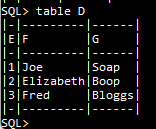 SQL> table D
|-|---------|------|
|E|F        |G     |
|-|---------|------|
|1|Joe      |Soap  |
|2|Elizabeth|Boop  |
|3|Fred     |Bloggs|
|-|---------|------|
SQL>